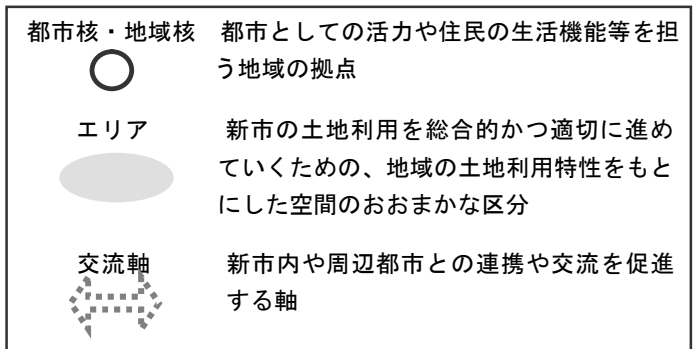 都市核・地域核 都市としての活力や住民の生活機能等を担
う地域の拠点
エリア 新市の土地利用を総合的かつ適切に進め
ていくための、地域の土地利用特性をもと
にした空間のおおまかな区分
交流軸 新市内や周辺都市との連携や交流を促進
する軸